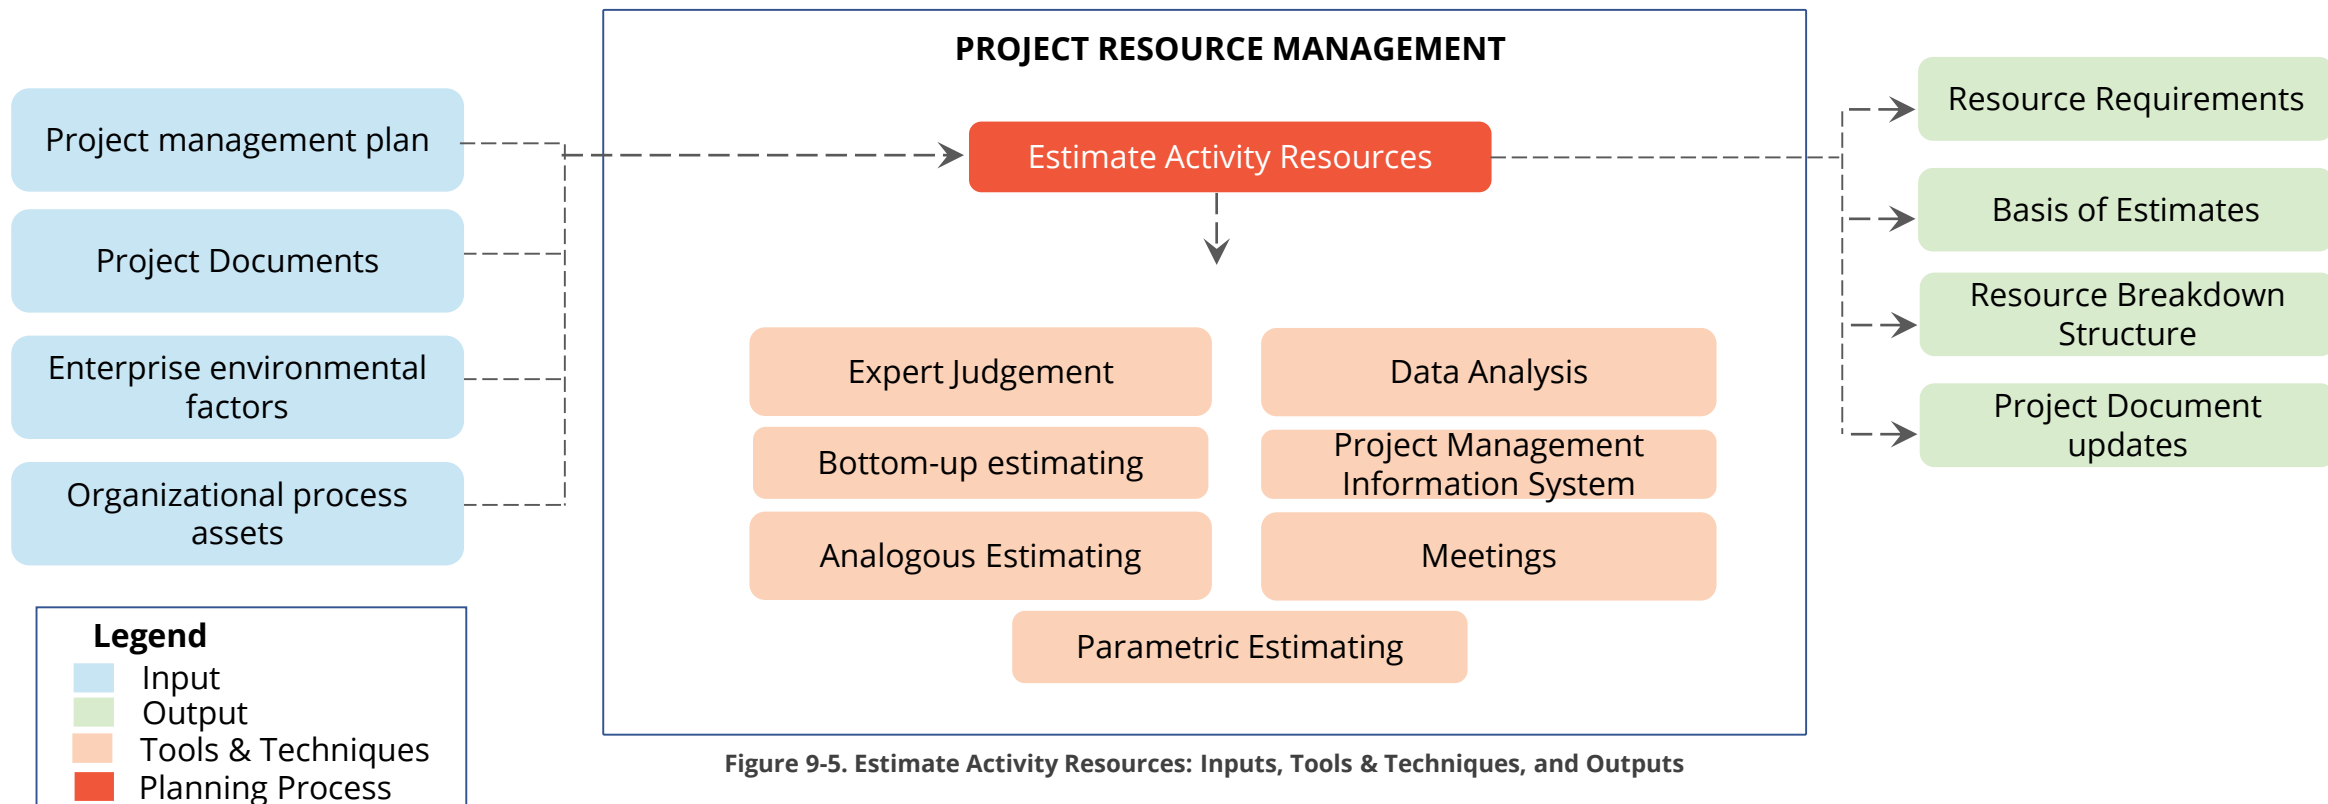 PROJECT RESOURCE MANAGEMENT
Project management plan
Project Documents
Enterprise environmental
factors
Organizational process
assets
Estimate Activity Resources
Expert Judgement
Data Analysis
Bottom-up estimating
Project Management
Information System
Analogous Estimating
Meetings
Parametric Estimating
Resource Requirements
Basis of Estimates
Resource Breakdown
Structure
Project Document
updates
Legend
Input
Output
Tools & Techniques
Planning Process
Figure 9-5. Estimate Activity Resources: Inputs, Tools & Techniques, and Outputs